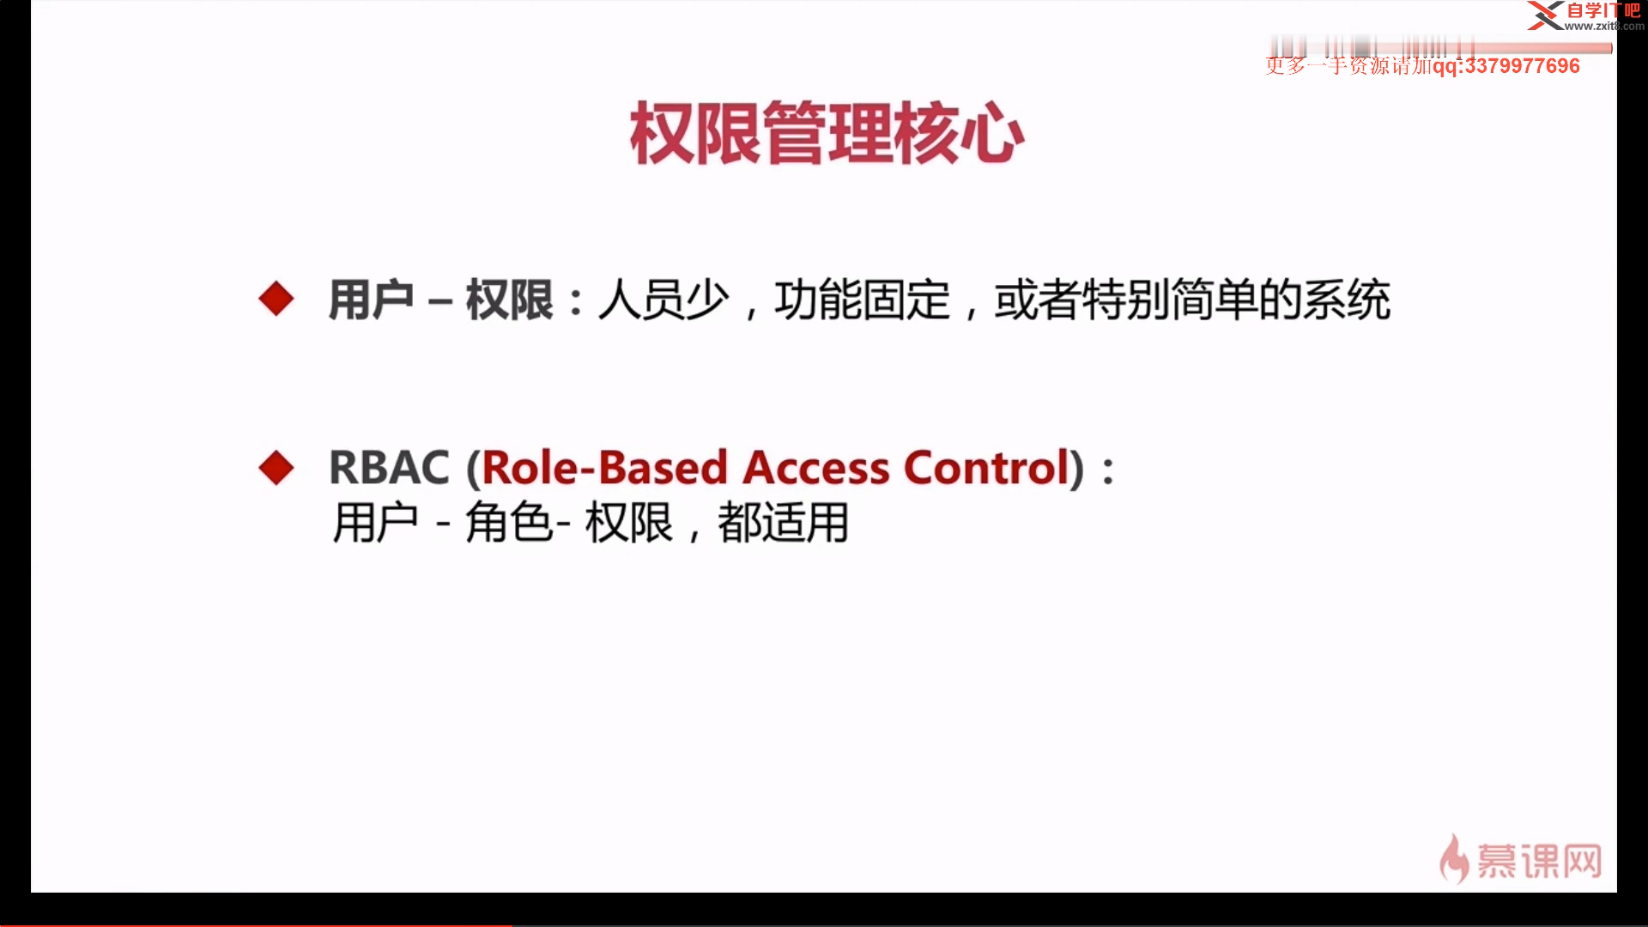 自学IT吧
www.zxit8.com
更多一手资源请加qq:3379977696
权限管理核心
用户 – 权限：人员少，功能固定，或者特别简单的系统
RBAC (Role-Based Access Control)：
用户 - 角色- 权限，都适用
慕课网